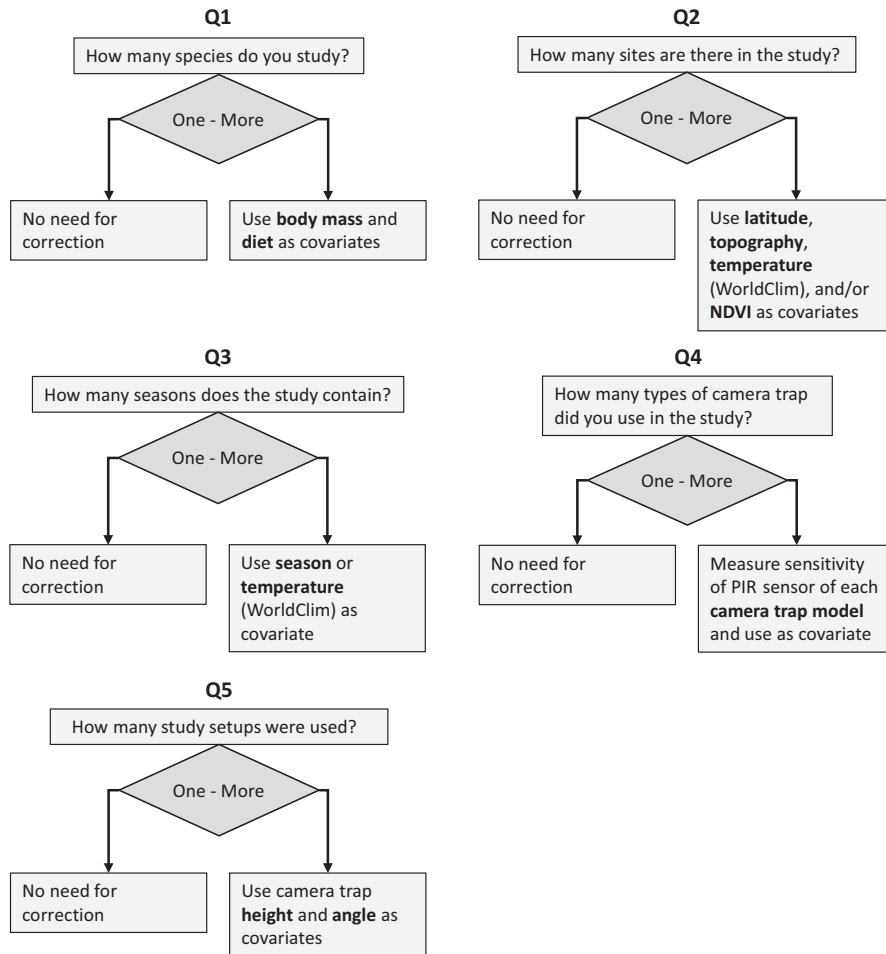 Q1
How many species do you study?
One - More
No need for
correction
Use body mass and
diet as covariates
Q2
How many sites are there in the study?
One - More
No need for
correction
Use latitude,
topography,
temperature
(WorldClim), and/or
NDVI as covariates
Q3
How many seasons does the study contain?
One - More
No need for
correction
Use season or
temperature
(WorldClim) as
covariate
Q4
How many types of camera trap
did you use in the study?
One - More
No need for
correction
Measure sensitivity
of PIR sensor of each
camera trap model
and use as covariate
Q5
How many study setups were used?
One - More
No need for
correction
Use camera trap
height and angle as
covariates